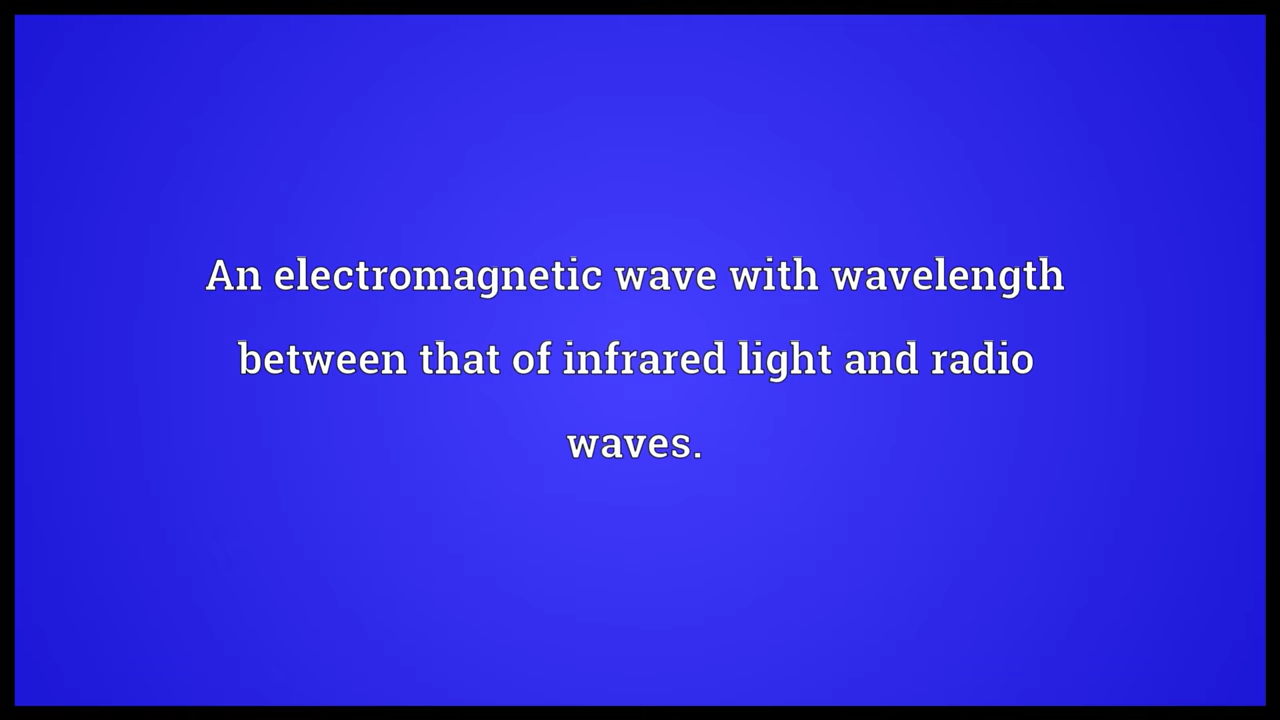 An electromagnetic wave with wavelength
between that of infrared light and radio
waves.